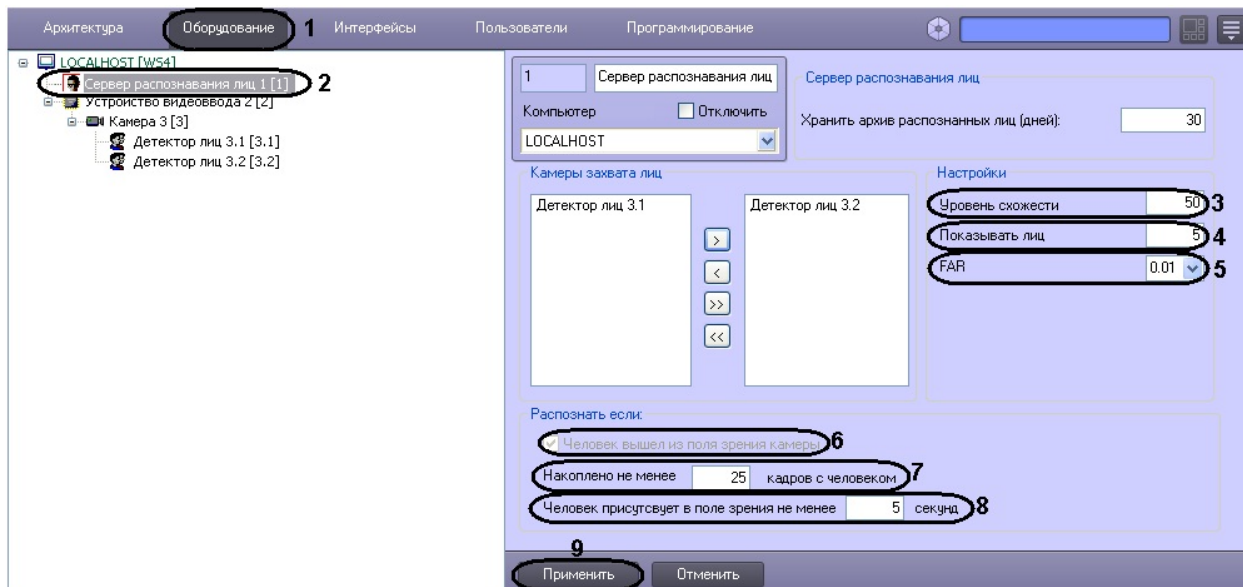 Архитектура Оборудование 1 Интерфейсы Пользователи Программирование
LOCALHOST [WS4]
Сервер распознавания лиц 1 [1] 2
Устройство видеоввода 2 [2]
Камера 3 [3]
Детектор лиц 3.1 [3.1]
Детектор лиц 3.2 [3.2]
1 Сервер распознавания лиц
Компьютер Отключить
LOCALHOST
Сервер распознавания лиц
Хранить архив распознанных лиц (дней): 30
Камеры захвата лиц
Детектор лиц 3.1
>
<
>>
<<
Детектор лиц 3.2
Настройки
Уровень схожести 50 3
Показывать лиц 5 4
FAR 0.01 5
Распознать если:
Человек вышел из поля зрения камеры 6
Накоплено не менее 25 кадров с человеком 7
Человек присутсвует в поле зрения не менее 5 секунд 8
9
Применить Отменить